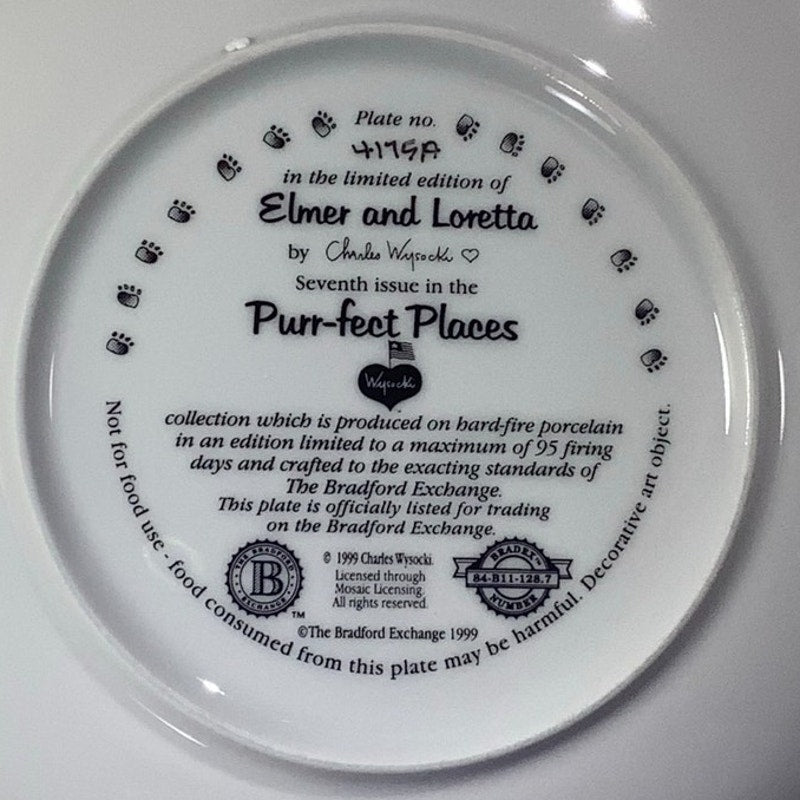 Plate no.
4175A
in the limited edition of
Elmer and Loretta
by Charles Wysocki ♡
Seventh issue in the
Purr-fect Places
Wysocki
collection which is produced on hard-fire porcelain
in an edition limited to a maximum of 95 firing
days and crafted to the exacting standards of
The Bradford Exchange.
This plate is officially listed for trading
on the Bradford Exchange.
THE BRADFORD
B
EXCHANGE
TM
© 1999 Charles Wysocki.
Licensed through
Mosaic Licensing.
All rights reserved.
BRADEX™
84-B11-128.7
NUMBER
©The Bradford Exchange 1999
Not for food use - food consumed from this plate may be harmful. Decorative art object.